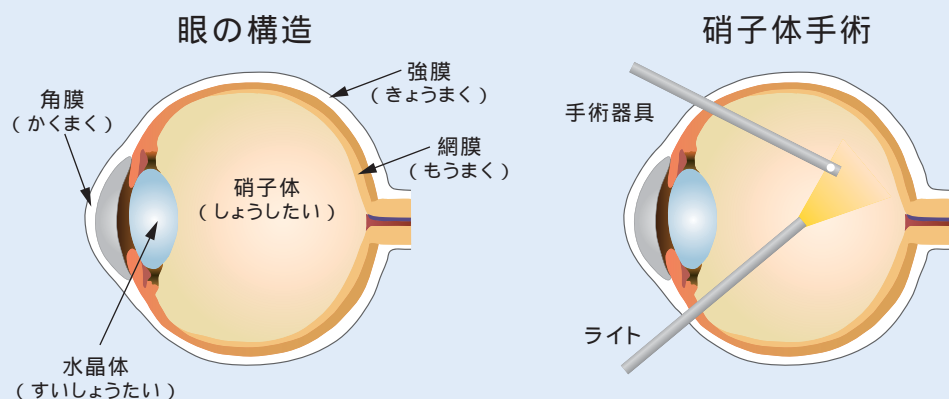 眼の構造
角膜
(かくまく)
強膜
(きょうまく)
網膜
(もうまく)
硝子体
(しょうしたい)
水晶体
(すいしょうたい)
硝子体手術
手術器具
ライト